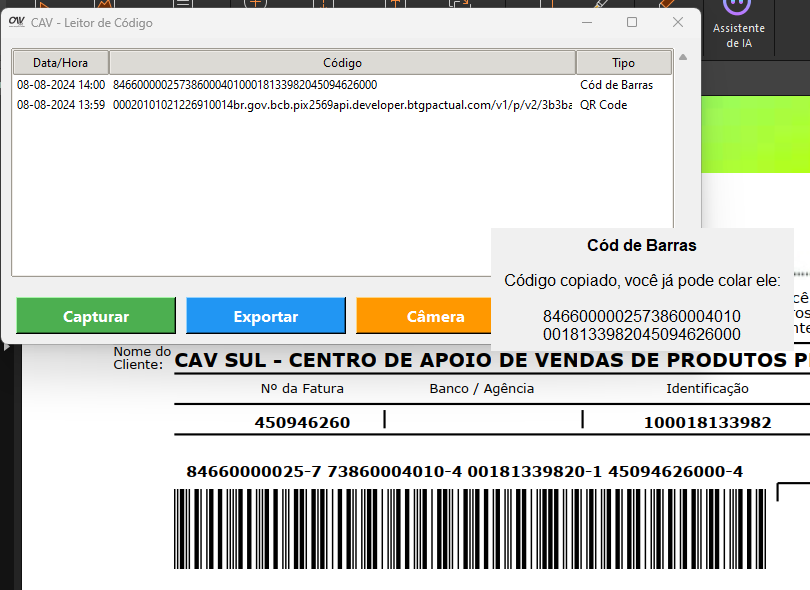 CAV - Leitor de Código
Assistente
de IA
Data/Hora Código Tipo
08-08-2024 14:00 84660000025738600040100018133982045094626000 Cód de Barras
08-08-2024 13:59 00020101021226910014br.gov.bcb.pix2569api.developer.btgpactual.com/v1/p/v2/3b3ba QR Code
Cód de Barras
Código copiado, você já pode colar ele:
8466000002573860004010
0018133982045094626000
Capturar Exportar Câmera
Nome do
Cliente:
CAV SUL - CENTRO DE APOIO DE VENDAS DE PRODUTOS
Nº da Fatura Banco / Agência Identificação
450946260 100018133982
84660000025-7 73860004010-4 00181339820-1 45094626000-4